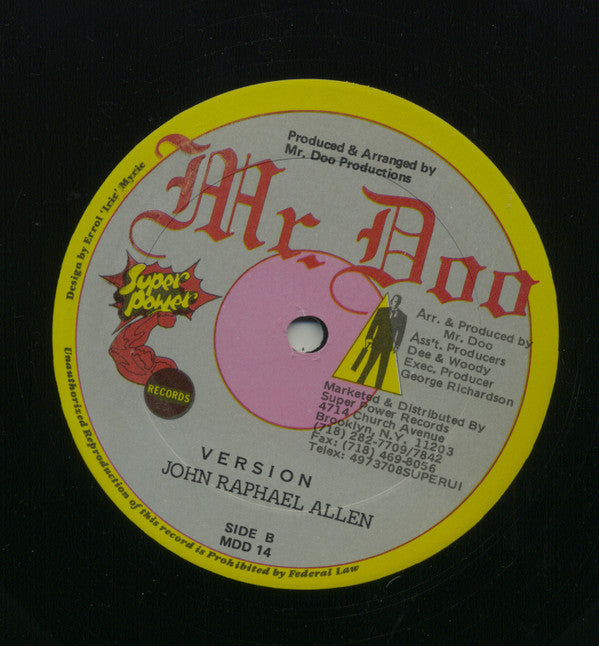 Produced & Arranged by
Mr. Doo Productions
Mr. Doo
Super
Power
RECORDS
Arr. & Produced by
Mr. Doo
Ass't. Producers
Dee & Woody
Exec. Producer
George Richardson
Marketed & Distributed By
Super Power Records
4714 Church Avenue
Brooklyn, N.Y. 11203
(718) 282-7709/7842
Fax: (718) 469-8056
Telex: 4973708SUPERUI
VERSION
JOHN RAPHAEL ALLEN
SIDE B
MDD 14
Design by Errol 'Iric' Myrie
Unauthorized Reproduction of this record is Prohibited by Federal Law